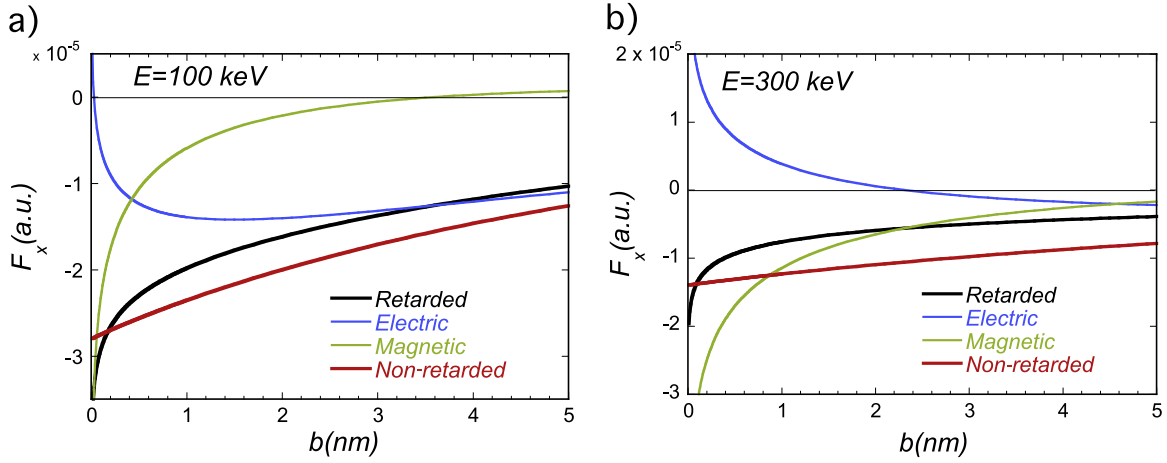 a)
× 10⁻⁵
E=100 keV
0
-1
-2
-3
Fₓ(a.u.)
Retarded
Electric
Magnetic
Non-retarded
0 1 2 3 4 5
b(nm)
b)
2 x 10⁻⁵
E=300 keV
1
0
-1
-2
-3
Fₓ(a.u.)
Retarded
Electric
Magnetic
Non-retarded
0 1 2 3 4 5
b(nm)